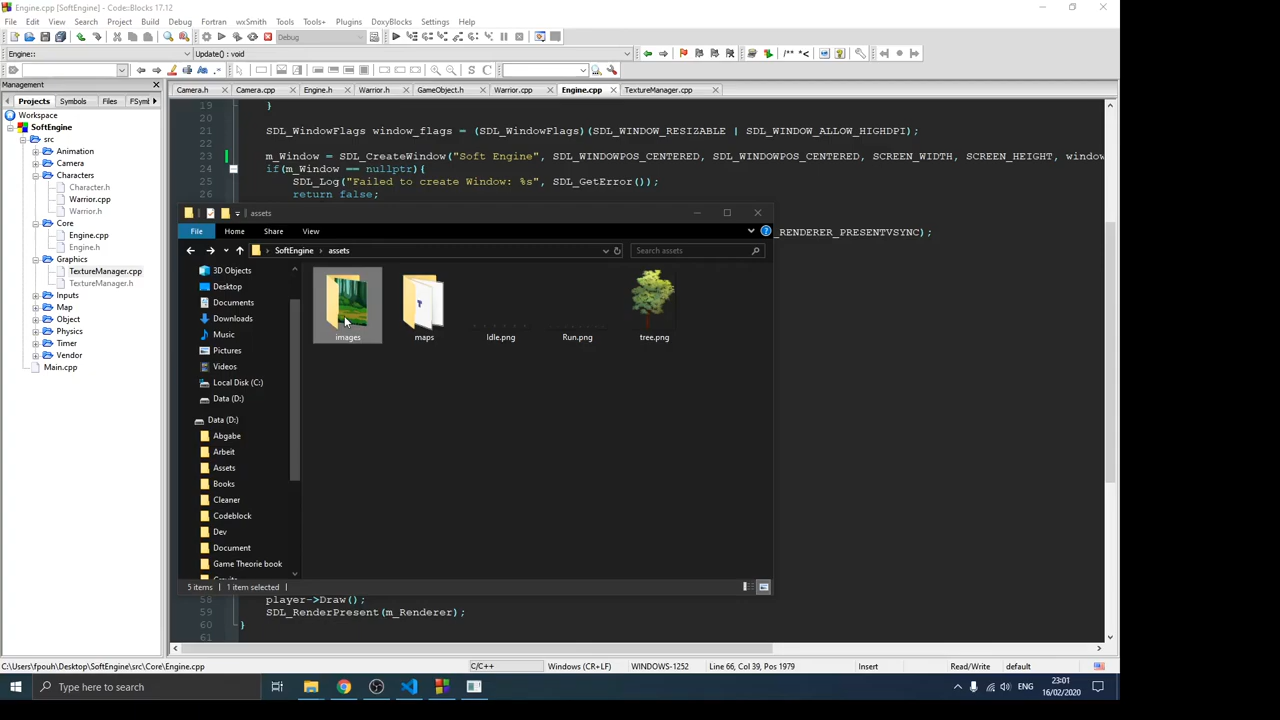 Engine.cpp [SoftEngine] - Code::Blocks 17.12
File Edit View Search Project Build Debug Fortran wxSmith Tools Tools+ Plugins DoxyBlocks Settings Help
Debug
Engine:: Update() : void
/** *<
S C
Management
Projects Symbols Files FSymbl
Camera.h Camera.cpp Engine.h Warrior.h GameObject.h Warrior.cpp Engine.cpp TextureManager.cpp
Workspace
SoftEngine
src
Animation
Camera
Characters
Character.h
Warrior.cpp
Warrior.h
Core
Engine.cpp
Engine.h
Graphics
TextureManager.cpp
TextureManager.h
Inputs
Map
Object
Physics
Timer
Vendor
Main.cpp
19 }
20
21 SDL_WindowFlags window_flags = (SDL_WindowFlags)(SDL_WINDOW_RESIZABLE | SDL_WINDOW_ALLOW_HIGHDPI);
22
23 m_Window = SDL_CreateWindow("Soft Engine", SDL_WINDOWPOS_CENTERED, SDL_WINDOWPOS_CENTERED, SCREEN_WIDTH, SCREEN_HEIGHT, window
24 if(m_Window == nullptr){
25 SDL_Log("Failed to create Window: %s", SDL_GetError());
26 return false;
_RENDERER_PRESENTVSYNC);
assets
File Home Share View
SoftEngine > assets
Search assets
3D Objects
Desktop
Documents
Downloads
Music
Pictures
Videos
Local Disk (C:)
Data (D:)
Data (D:)
Abgabe
Arbeit
Assets
Books
Cleaner
Codeblock
Dev
Document
Game Theorie book
images maps Idle.png Run.png tree.png
5 items 1 item selected
58 player->Draw();
59 SDL_RenderPresent(m_Renderer);
60 }
61
C:\Users\fpouh\Desktop\SoftEngine\src\Core\Engine.cpp C/C++ Windows (CR+LF) WINDOWS-1252 Line 66, Col 39, Pos 1979 Insert Read/Write default
Type here to search
ENG
23:01
16/02/2020